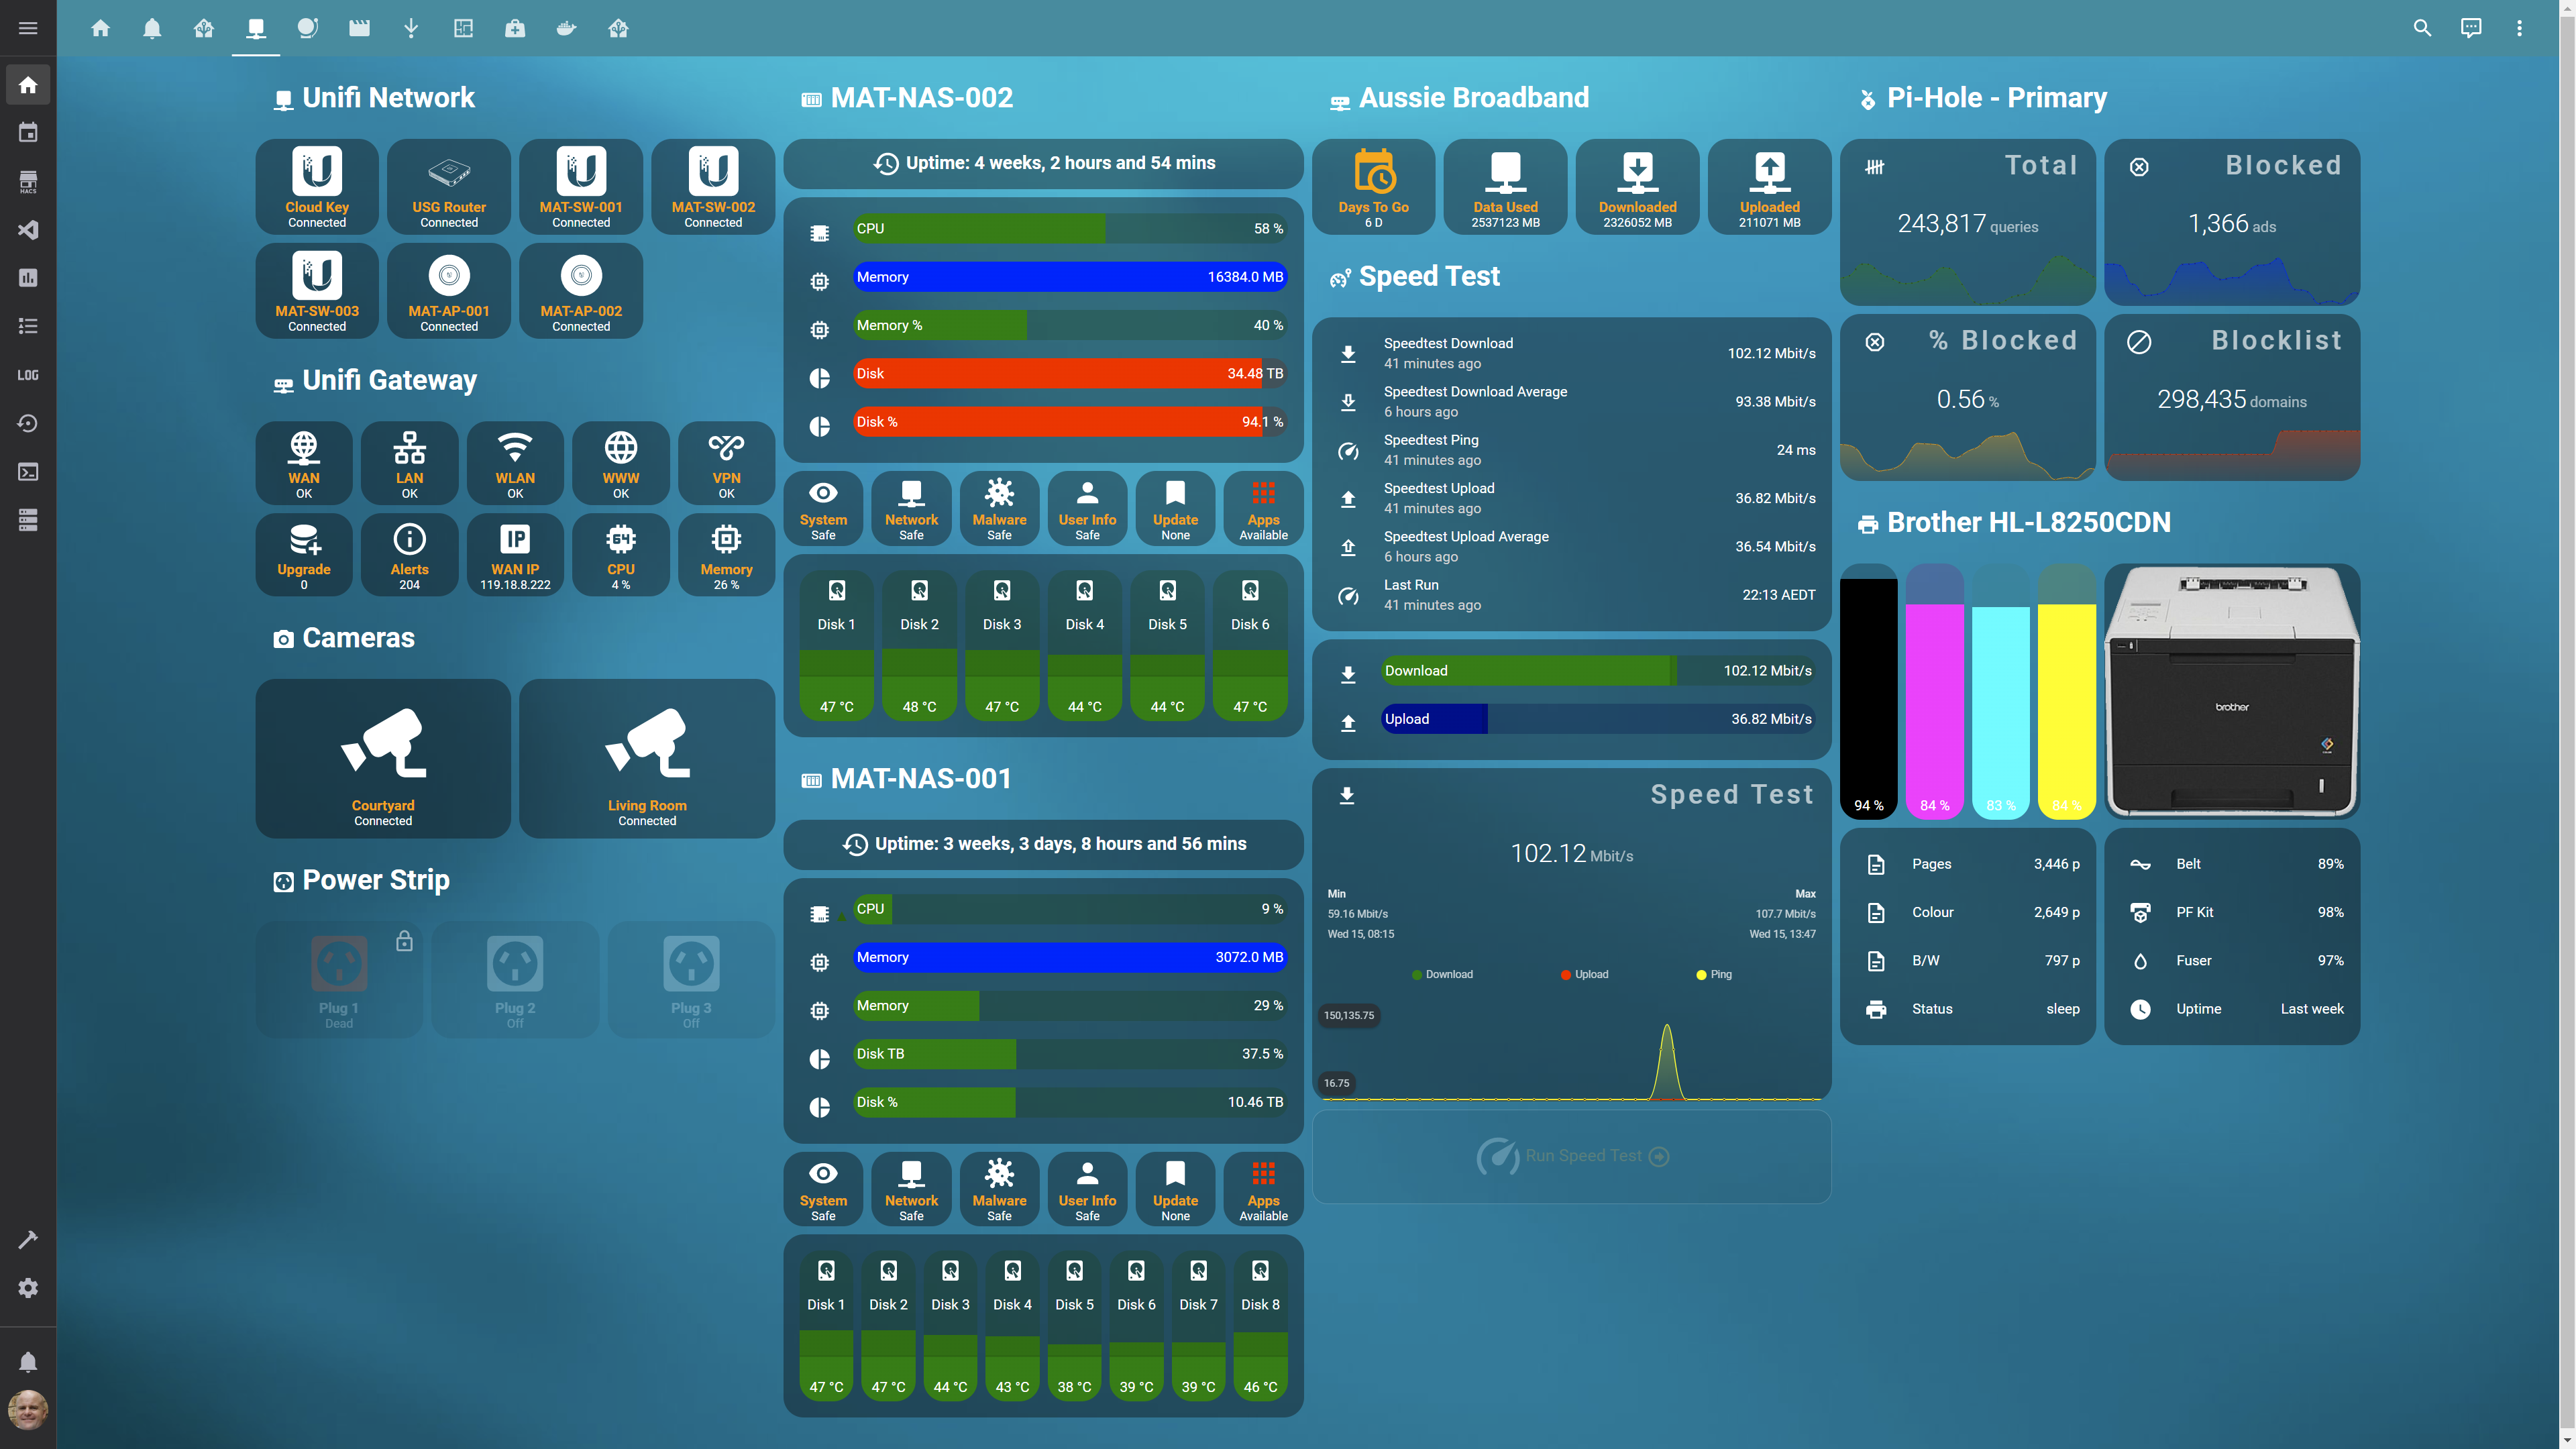 HACS
LOG
Unifi Network
Cloud Key
Connected
USG Router
Connected
MAT-SW-001
Connected
MAT-SW-002
Connected
MAT-SW-003
Connected
MAT-AP-001
Connected
MAT-AP-002
Connected
Unifi Gateway
WAN
OK
LAN
OK
WLAN
OK
WWW
OK
VPN
OK
Upgrade
0
Alerts
204
IP
WAN IP
119.18.8.222
64
CPU
4 %
Memory
26 %
Cameras
Courtyard
Connected
Living Room
Connected
Power Strip
Plug 1
Dead
Plug 2
Off
Plug 3
Off
MAT-NAS-002
Uptime: 4 weeks, 2 hours and 54 mins
CPU 58 %
Memory 16384.0 MB
Memory % 40 %
Disk 34.48 TB
Disk % 94.1 %
System
Safe
Network
Safe
Malware
Safe
User Info
Safe
Update
None
Apps
Available
Disk 1
47 °C
Disk 2
48 °C
Disk 3
47 °C
Disk 4
44 °C
Disk 5
44 °C
Disk 6
47 °C
MAT-NAS-001
Uptime: 3 weeks, 3 days, 8 hours and 56 mins
CPU 9 %
Memory 3072.0 MB
Memory 29 %
Disk TB 37.5 %
Disk % 10.46 TB
System
Safe
Network
Safe
Malware
Safe
User Info
Safe
Update
None
Apps
Available
Disk 1
47 °C
Disk 2
47 °C
Disk 3
44 °C
Disk 4
43 °C
Disk 5
38 °C
Disk 6
39 °C
Disk 7
39 °C
Disk 8
46 °C
Aussie Broadband
Days To Go
6 D
Data Used
2537123 MB
Downloaded
2326052 MB
Uploaded
211071 MB
Speed Test
Speedtest Download
41 minutes ago
102.12 Mbit/s
Speedtest Download Average
6 hours ago
93.38 Mbit/s
Speedtest Ping
41 minutes ago
24 ms
Speedtest Upload
41 minutes ago
36.82 Mbit/s
Speedtest Upload Average
6 hours ago
36.54 Mbit/s
Last Run
41 minutes ago
22:13 AEDT
Download 102.12 Mbit/s
Upload 36.82 Mbit/s
Speed Test
102.12 Mbit/s
Min
59.16 Mbit/s
Wed 15, 08:15
Max
107.7 Mbit/s
Wed 15, 13:47
Download Upload Ping
150,135.75
16.75
Run Speed Test
Pi-Hole - Primary
Total
243,817 queries
Blocked
1,366 ads
% Blocked
0.56 %
Blocklist
298,435 domains
Brother HL-L8250CDN
94 %
84 %
83 %
84 %
brother
Pages 3,446 p
Colour 2,649 p
B/W 797 p
Status sleep
Belt 89%
PF Kit 98%
Fuser 97%
Uptime Last week